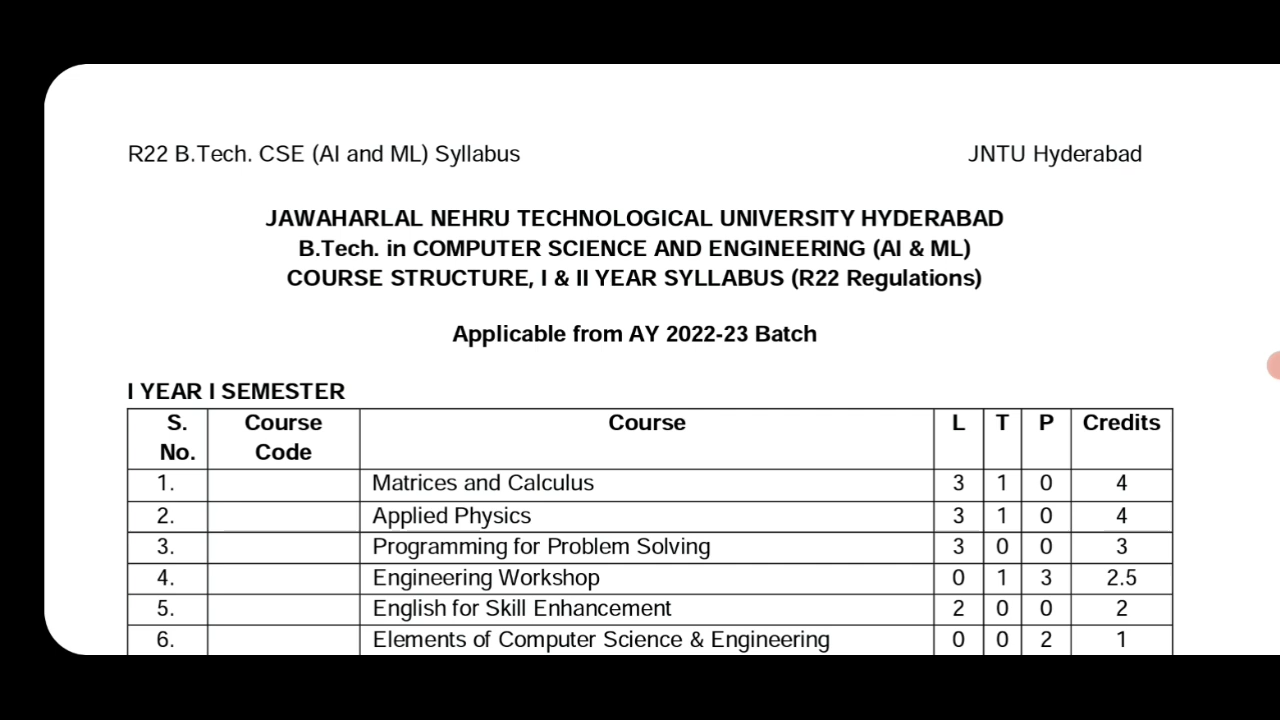 R22 B.Tech. CSE (AI and ML) Syllabus JNTU Hyderabad
JAWAHARLAL NEHRU TECHNOLOGICAL UNIVERSITY HYDERABAD
B.Tech. in COMPUTER SCIENCE AND ENGINEERING (AI & ML)
COURSE STRUCTURE, I & II YEAR SYLLABUS (R22 Regulations)
Applicable from AY 2022-23 Batch
I YEAR I SEMESTER
S. No. Course Code Course L T P Credits
1. Matrices and Calculus 3 1 0 4
2. Applied Physics 3 1 0 4
3. Programming for Problem Solving 3 0 0 3
4. Engineering Workshop 0 1 3 2.5
5. English for Skill Enhancement 2 0 0 2
6. Elements of Computer Science & Engineering 0 0 2 1